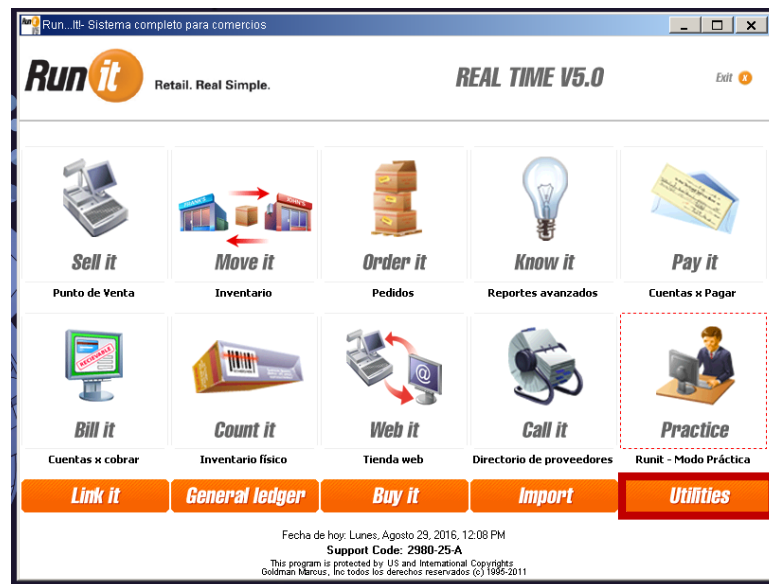 Run...It!- Sistema completo para comercios
Run it
Retail. Real Simple.
REAL TIME V5.0
Exit X
FRANK'S JOHN'S
Sell it Move it Order it Know it Pay it
Punto de Venta Inventario Pedidos Reportes avanzados Cuentas x Pagar
RECIEVABLE @
Bill it Count it Web it Call it Practice
Cuentas x cobrar Inventario físico Tienda web Directorio de proveedores Runit - Modo Práctica
Link it General ledger Buy it Import Utilities
Fecha de hoy: Lunes, Agosto 29, 2016, 12:08 PM
Support Code: 2980-25-A
This program is protected by US and International Copyrights
Goldman Marcus, Inc todos los derechos reservados (c) 1995-2011